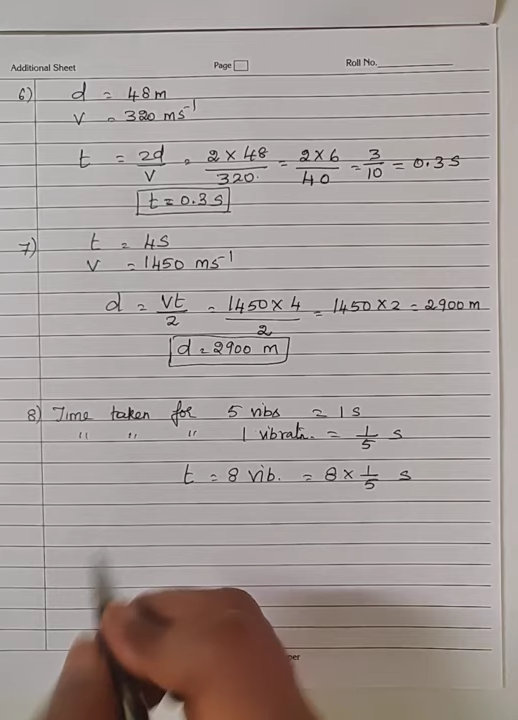 Additional Sheet Page Roll No.
6) d = 48m
v = 320 ms⁻¹
t = 2d/v = 2 × 48/320 = 2×6/40 = 3/10 = 0.3 s
t = 0.3 s
7) t = 4s
v = 1450 ms⁻¹
d = Vt/2 = 1450 × 4/2 = 1450 × 2 = 2900 m
d = 2900 m
8) Time taken for 5 vibs = 1 s
" " " 1 vibratn. = 1/5 s
t = 8 vib. = 8 × 1/5 s